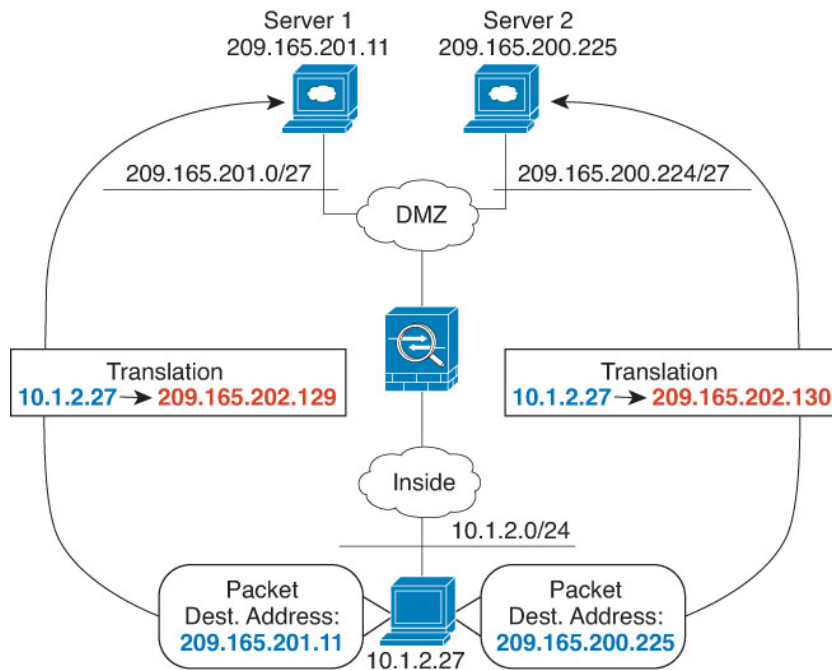 Server 1
209.165.201.11
Server 2
209.165.200.225
209.165.201.0/27
209.165.200.224/27
DMZ
Translation
10.1.2.27 → 209.165.202.129
Translation
10.1.2.27 → 209.165.202.130
Inside
10.1.2.0/24
Packet
Dest. Address:
209.165.201.11
Packet
Dest. Address:
209.165.200.225
10.1.2.27